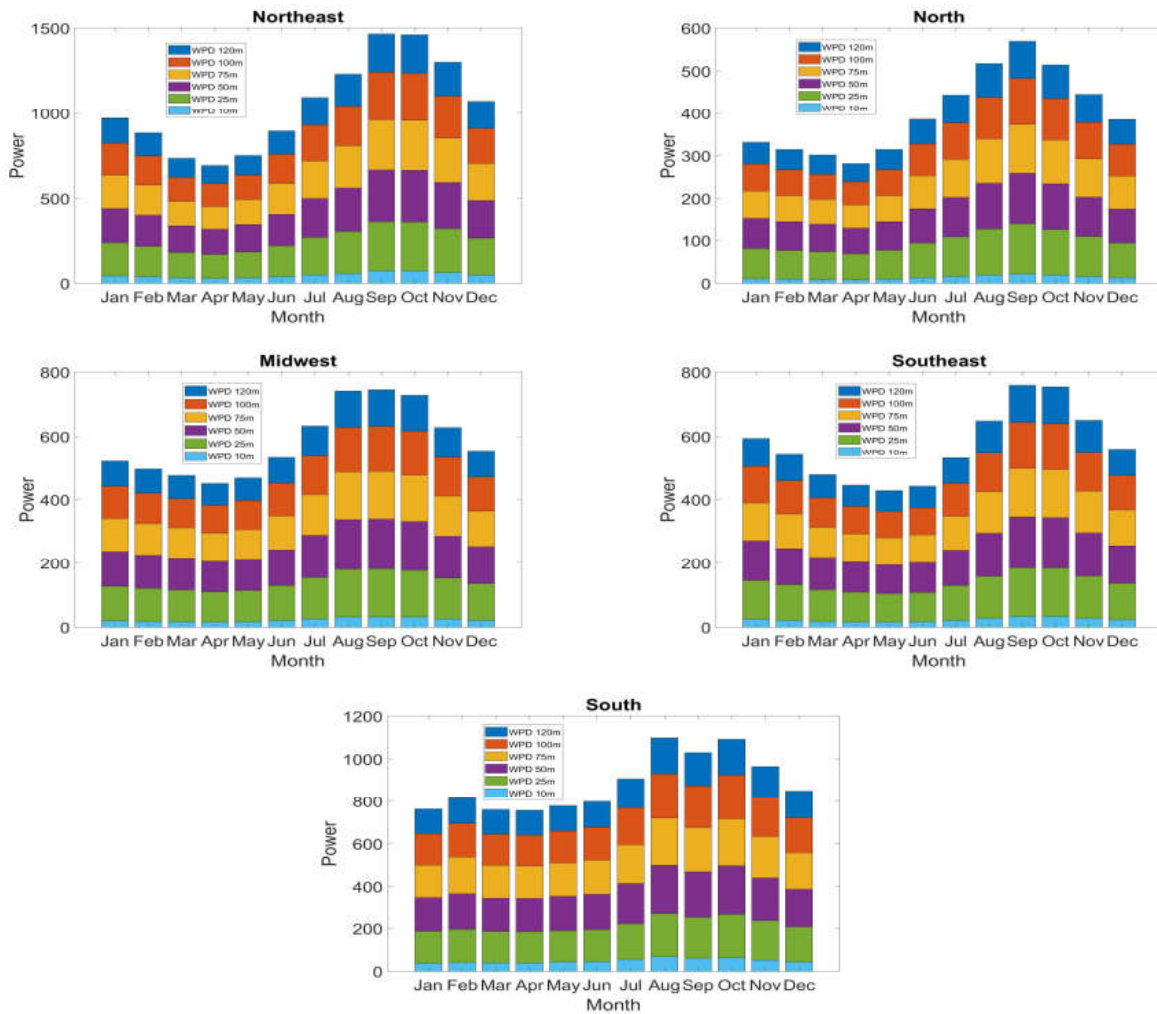 Northeast
1500
1000
500
0
Power
WPD 120m
WPD 100m
WPD 75m
WPD 50m
WPD 25m
WPD 10m
Jan Feb Mar Apr May Jun Jul Aug Sep Oct Nov Dec
Month
North
600
500
400
300
200
100
0
Power
WPD 120m
WPD 100m
WPD 75m
WPD 50m
WPD 25m
WPD 10m
Jan Feb Mar Apr May Jun Jul Aug Sep Oct Nov Dec
Month
Midwest
800
600
400
200
0
Power
WPD 120m
WPD 100m
WPD 75m
WPD 50m
WPD 25m
WPD 10m
Jan Feb Mar Apr May Jun Jul Aug Sep Oct Nov Dec
Month
Southeast
800
600
400
200
0
Power
WPD 120m
WPD 100m
WPD 75m
WPD 50m
WPD 25m
WPD 10m
Jan Feb Mar Apr May Jun Jul Aug Sep Oct Nov Dec
Month
South
1200
1000
800
600
400
200
0
Power
WPD 120m
WPD 100m
WPD 75m
WPD 50m
WPD 25m
WPD 10m
Jan Feb Mar Apr May Jun Jul Aug Sep Oct Nov Dec
Month